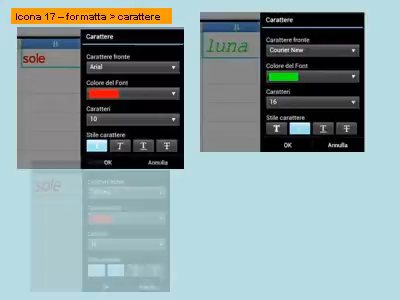 Icona 17 – formatta > carattere
B
sole
Carattere
Carattere fronte
Arial
Colore del Font
Caratteri
10
Stile carattere
T T T T
OK Annulla
B
luna
Carattere
Carattere fronte
Courier New
Colore del Font
Caratteri
16
Stile carattere
T T T T
OK Annulla
sole